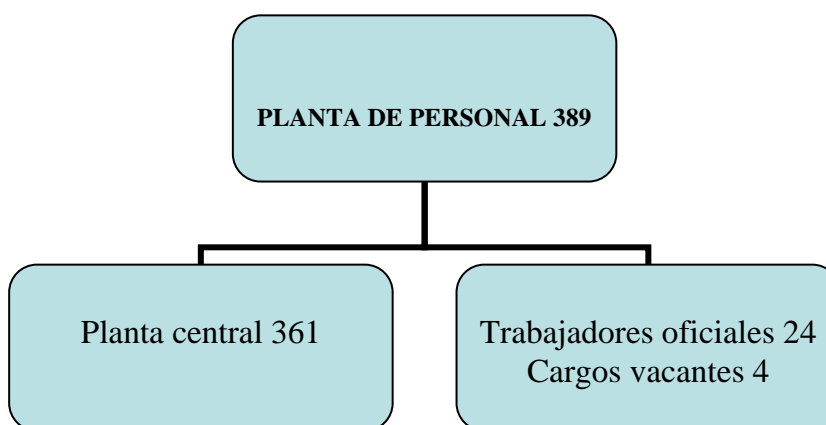 PLANTA DE PERSONAL 389
Planta central 361
Trabajadores oficiales 24
Cargos vacantes 4